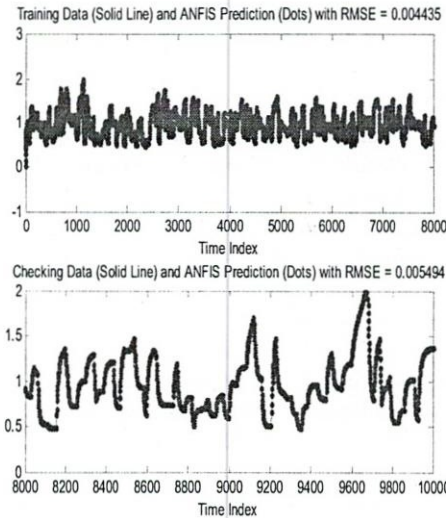 Training Data (Solid Line) and ANFIS Prediction (Dots) with RMSE = 0.004435
3
2
1
0
-1
0 1000 2000 3000 4000 5000 6000 7000 8000
Time Index
Checking Data (Solid Line) and ANFIS Prediction (Dots) with RMSE = 0.005494
2
1.5
1
0.5
0
8000 8200 8400 8600 8800 9000 9200 9400 9600 9800 10000
Time Index